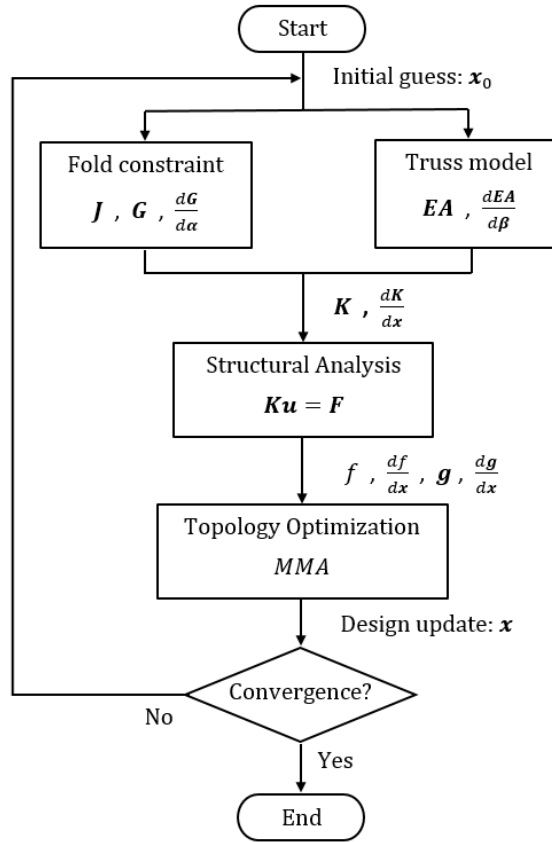 Start
Initial guess: 𝒙₀
Fold constraint
𝑱 , 𝑮 , d𝑮/d𝜶
Truss model
𝑬𝑨 , d𝑬𝑨/d𝜷
𝑲 , d𝑲/d𝒙
Structural Analysis
𝑲𝒖 = 𝑭
f , df/d𝒙 , 𝒈 , d𝒈/d𝒙
Topology Optimization
MMA
Design update: 𝒙
Convergence?
No
Yes
End